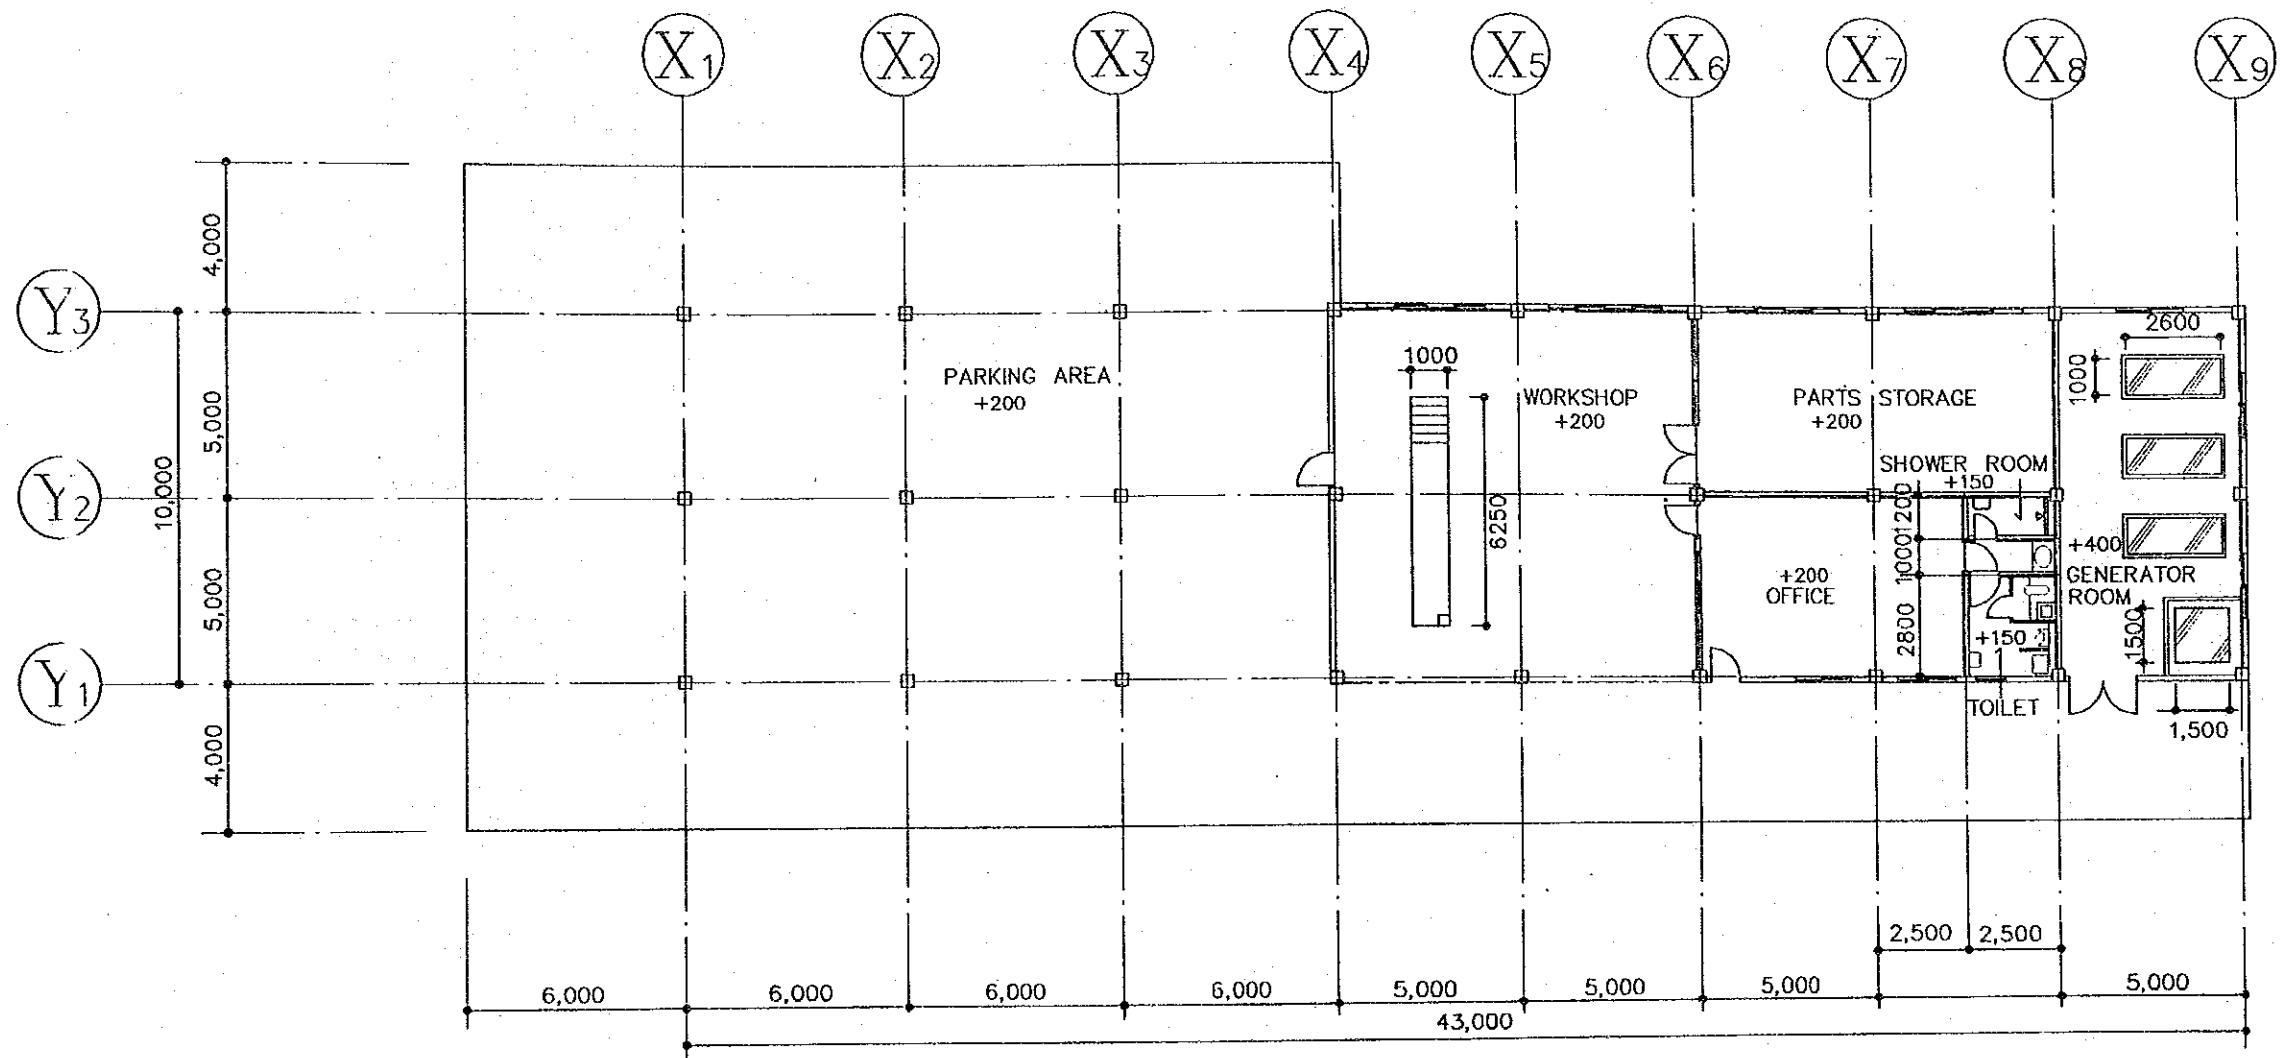 X1 X2 X3 X4 X5 X6 X7 X8 X9
4,000
Y3
2600
1000
1000
PARKING AREA
+200
WORKSHOP
+200
PARTS STORAGE
+200
5,000
10,000
SHOWER ROOM
+150
Y2
6250
1200
1000
+400
GENERATOR
ROOM
+200
OFFICE
5,000
2800
+150
1500
Y1
TOILET
1,500
4,000
2,500 2,500
6,000 6,000 6,000 6,000 5,000 5,000 5,000 5,000
43,000